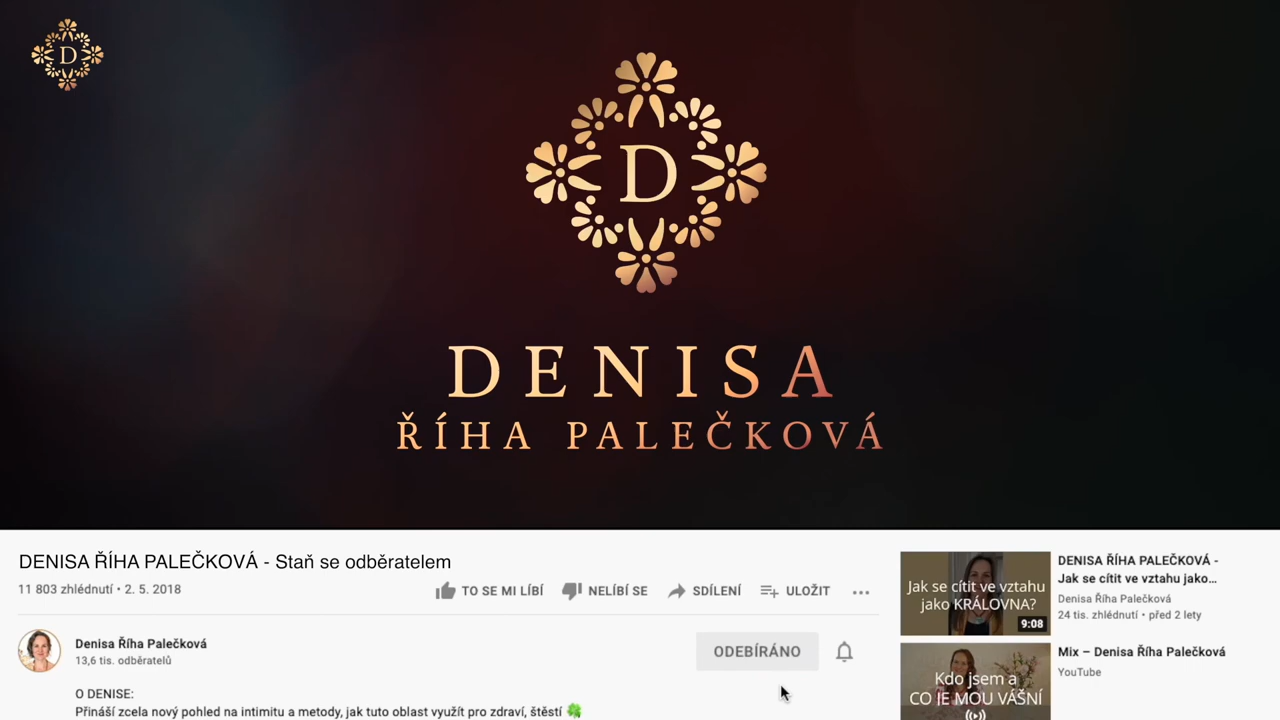 D
D
DENISA
ŘÍHA PALEČKOVÁ
DENISA ŘÍHA PALEČKOVÁ - Staň se odběratelem
11 803 zhlédnutí • 2. 5. 2018
TO SE MI LÍBÍ
NELÍBÍ SE
SDÍLENÍ
ULOŽIT
Denisa Říha Palečková
13,6 tis. odběratelů
ODEBÍRÁNO
O DENISE:
Přináší zcela nový pohled na intimitu a metody, jak tuto oblast využít pro zdraví, štěstí 🍀
Jak se cítit ve vztahu
jako KRÁLOVNA?
9:08
DENISA ŘÍHA PALEČKOVÁ -
Jak se cítit ve vztahu jako…
Denisa Říha Palečková
24 tis. zhlédnutí • před 2 lety
Kdo jsem a
CO JE MOU VÁŠNÍ
Mix – Denisa Říha Palečková
YouTube